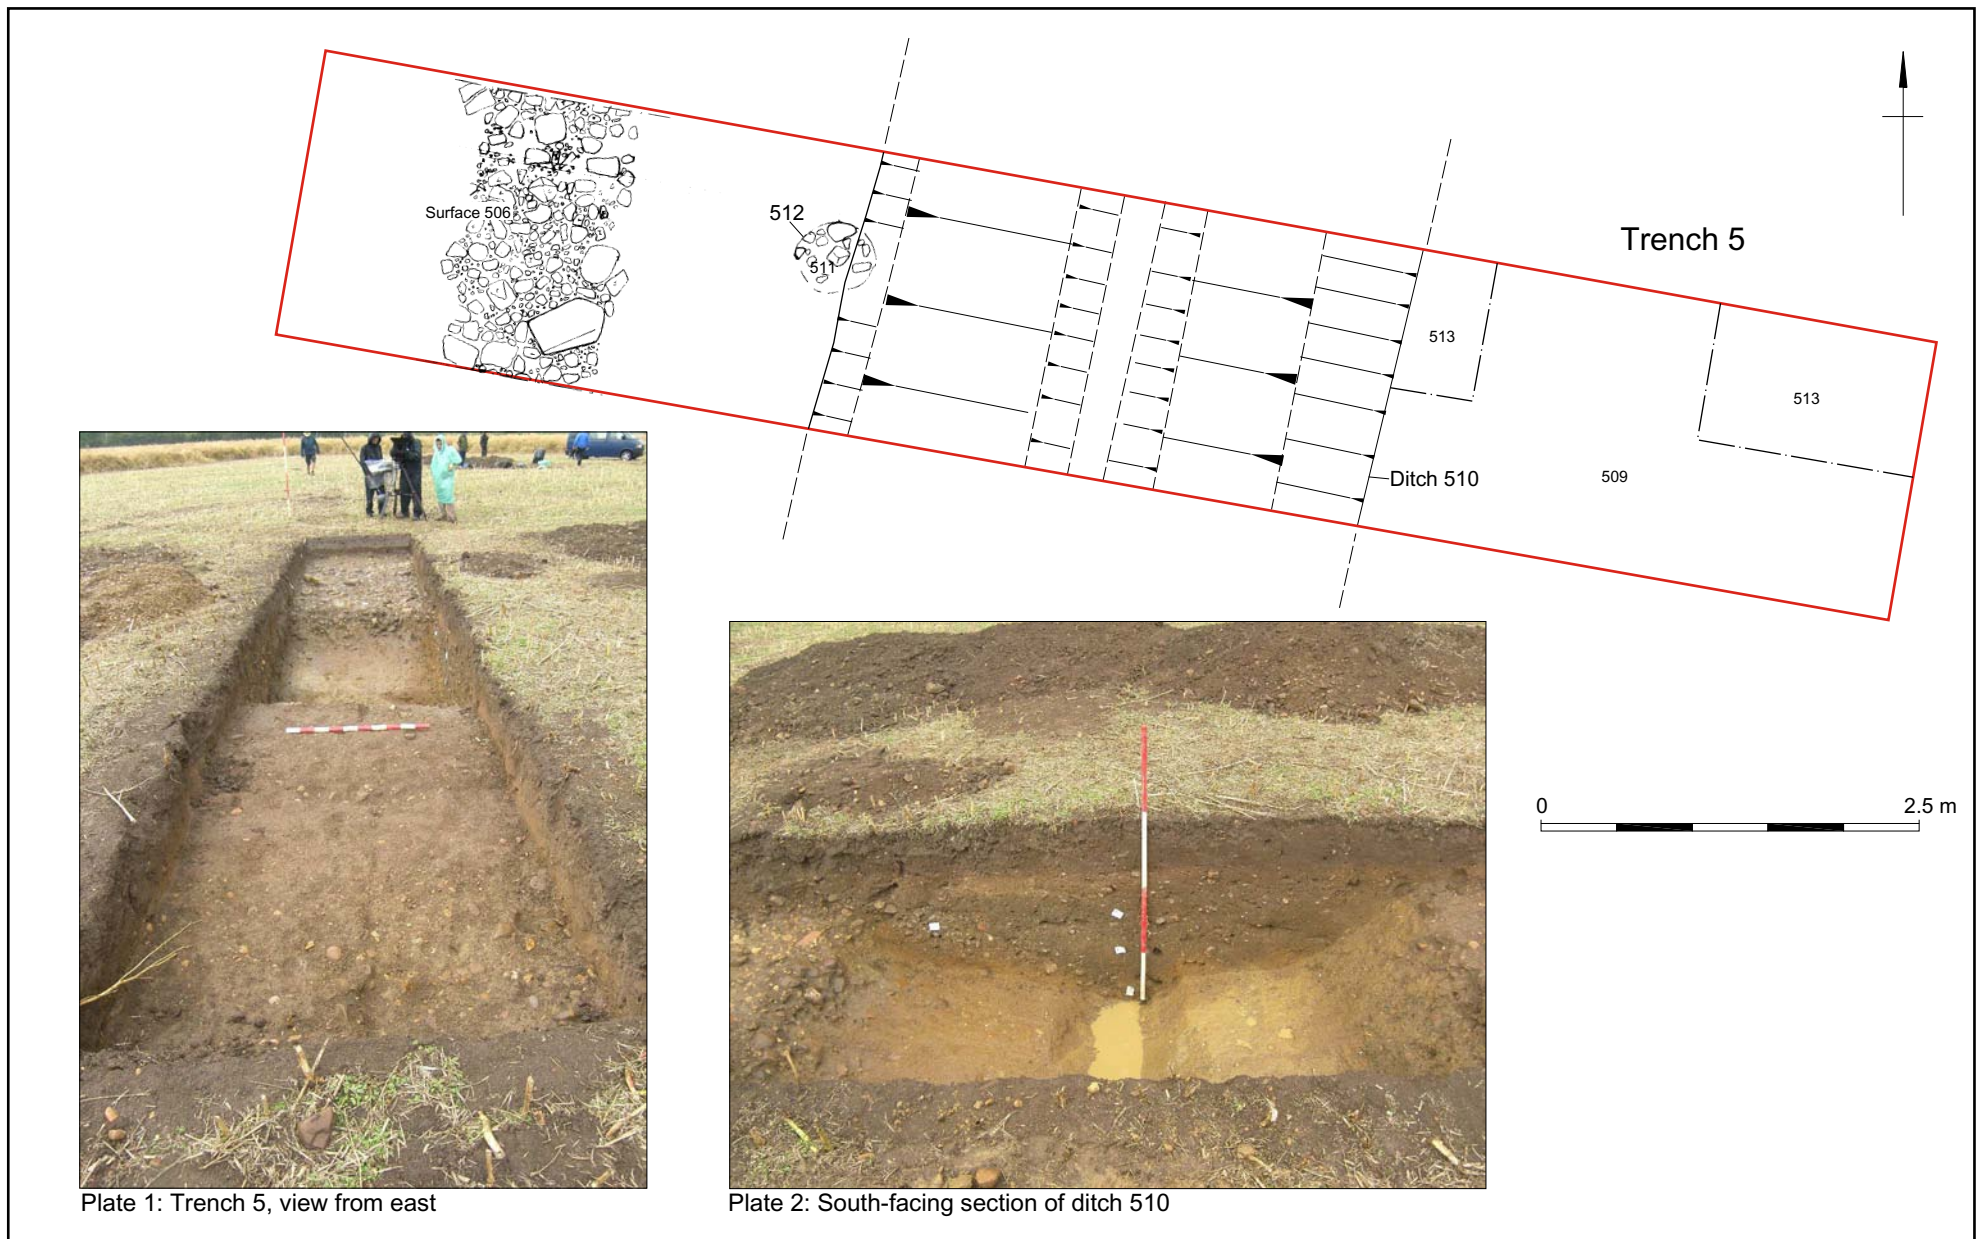 Surface 506
512
511
Trench 5
513
513
509
Ditch 510
0 2.5 m
Plate 1: Trench 5, view from east
Plate 2: South-facing section of ditch 510